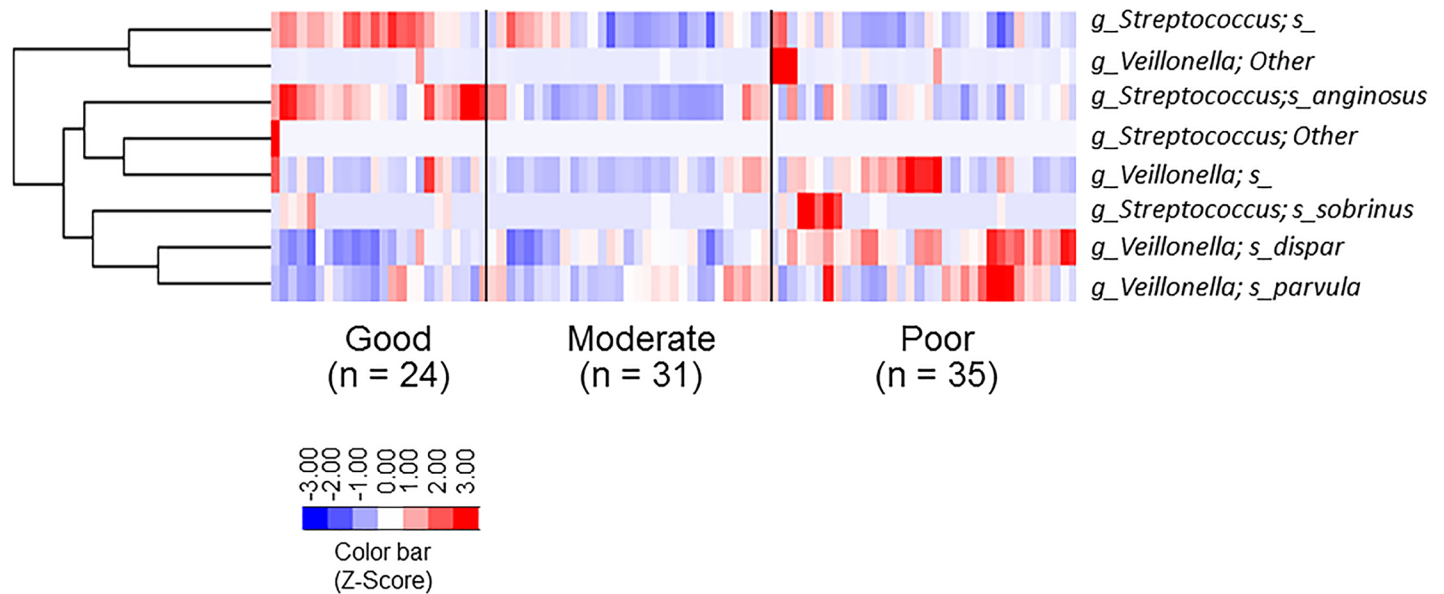 g_Streptococcus; s_
g_Veillonella; Other
g_Streptococcus;s_anginosus
g_Streptococcus; Other
g_Veillonella; s_
g_Streptococcus; s_sobrinus
g_Veillonella; s_dispar
g_Veillonella; s_parvula
Good Moderate Poor
(n = 24) (n = 31) (n = 35)
-3.00 -2.00 -1.00 0.00 1.00 2.00 3.00
Color bar
(Z-Score)